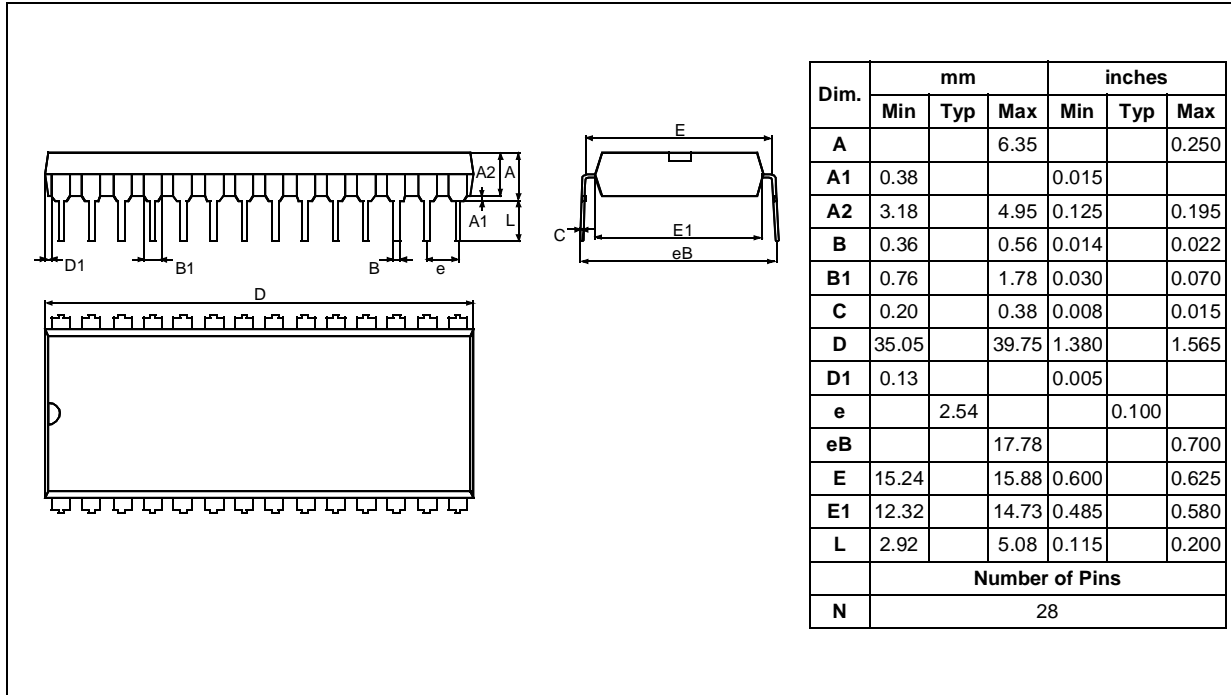 A2
A
A1
L
D1
B1
B
e
D
E
C
E1
eB
Dim. mm inches
Min Typ Max Min Typ Max
A 6.35 0.250
A1 0.38 0.015
A2 3.18 4.95 0.125 0.195
B 0.36 0.56 0.014 0.022
B1 0.76 1.78 0.030 0.070
C 0.20 0.38 0.008 0.015
D 35.05 39.75 1.380 1.565
D1 0.13 0.005
e 2.54 0.100
eB 17.78 0.700
E 15.24 15.88 0.600 0.625
E1 12.32 14.73 0.485 0.580
L 2.92 5.08 0.115 0.200
Number of Pins
N 28